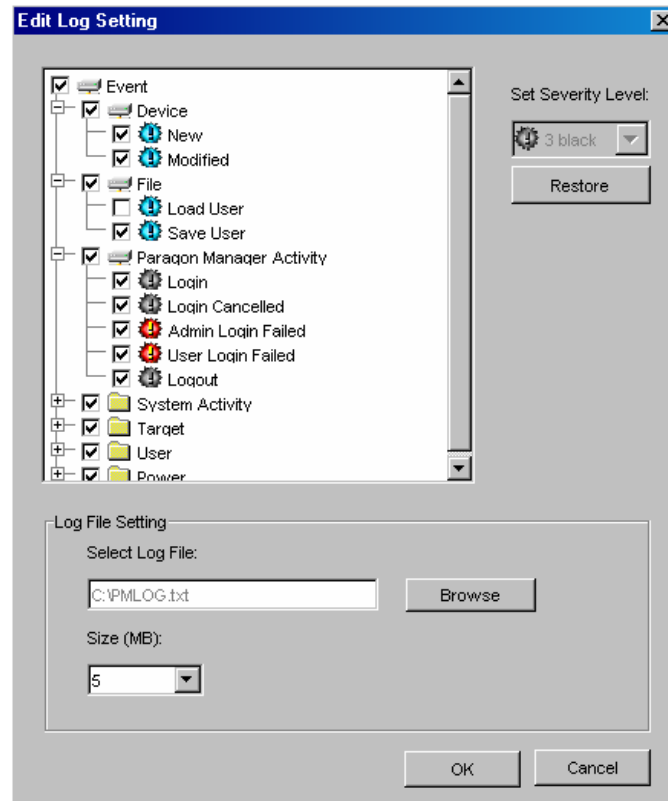 Edit Log Setting
Event
Device
New
Modified
File
Load User
Save User
Paragon Manager Activity
Login
Login Cancelled
Admin Login Failed
User Login Failed
Logout
System Activity
Target
User
Power
Set Severity Level:
3 black
Restore
Log File Setting
Select Log File:
C:\PMLOG.txt
Browse
Size (MB):
5
OK
Cancel